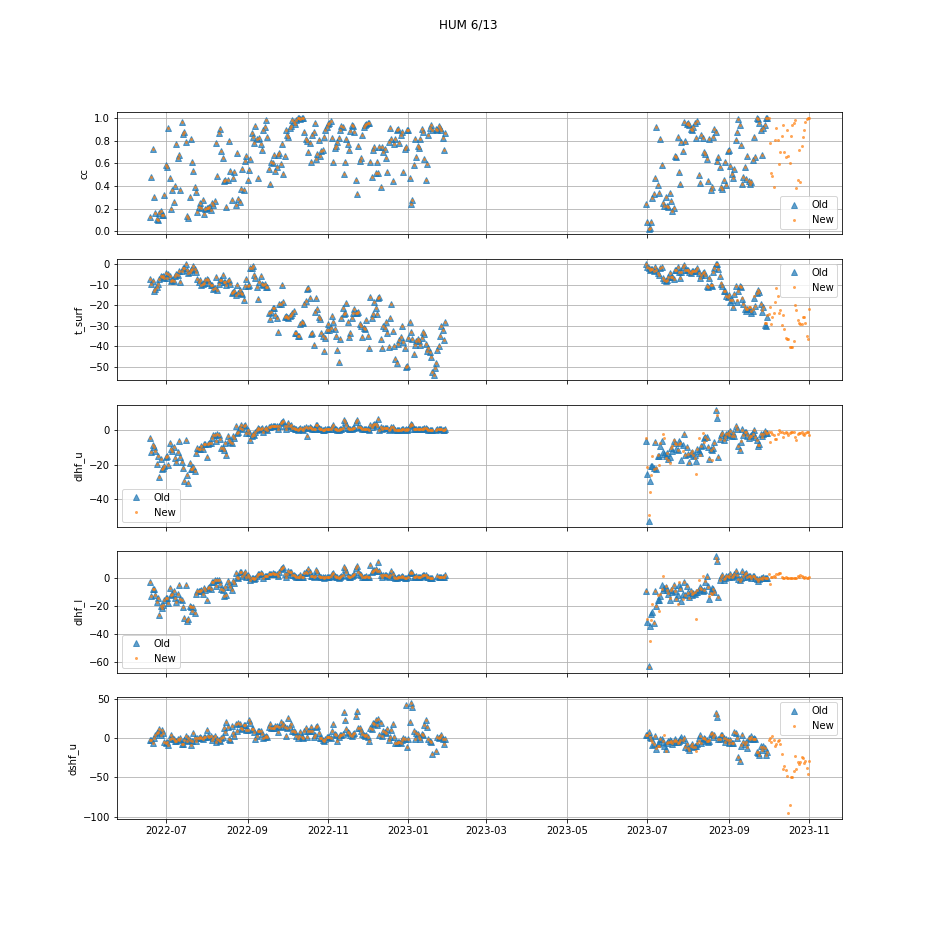 HUM 6/13
1.0
0.8
0.6
0.4
0.2
0.0
cc
Old
New
0
−10
−20
−30
−40
−50
t_surf
Old
New
0
−20
−40
dlhf_u
Old
New
0
−20
−40
−60
dlhf_l
Old
New
50
0
−50
−100
dshf_u
Old
New
2022-07
2022-09
2022-11
2023-01
2023-03
2023-05
2023-07
2023-09
2023-11